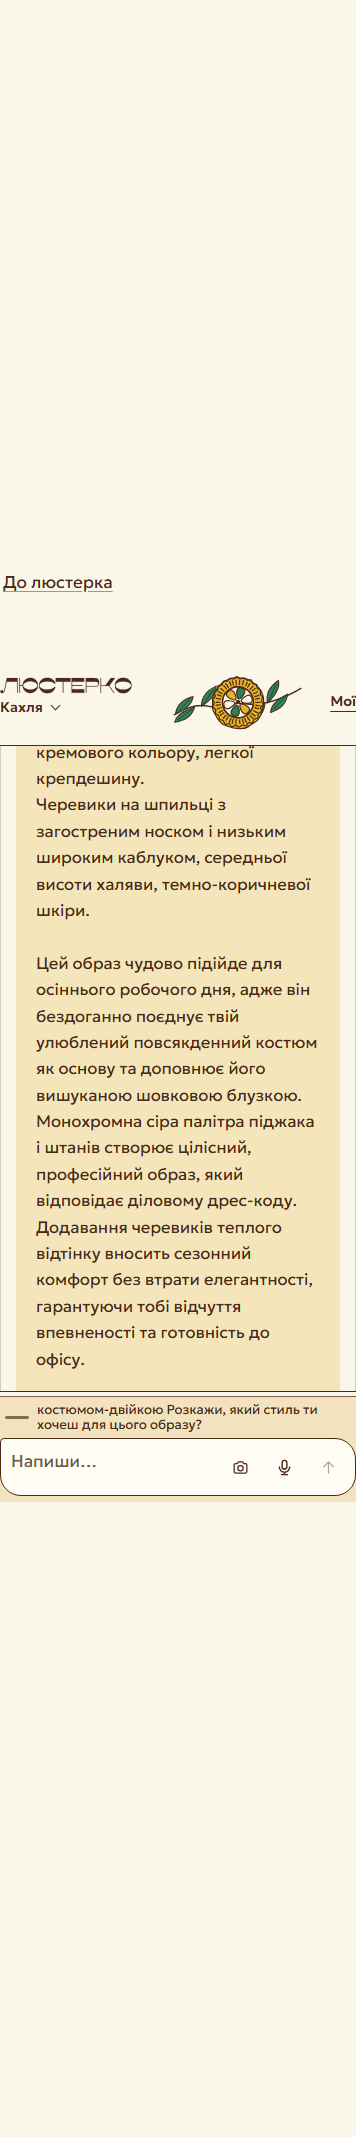 До люстерка
ЛЮСТЕРКО
Кахля
Мої
кремового кольору, легкої
крепдешину.
Черевики на шпильці з
загостреним носком і низьким
широким каблуком, середньої
висоти халяви, темно-коричневої
шкіри.
Цей образ чудово підійде для
осіннього робочого дня, адже він
бездоганно поєднує твій
улюблений повсякденний костюм
як основу та доповнює його
вишуканою шовковою блузкою.
Монохромна сіра палітра піджака
і штанів створює цілісний,
професійний образ, який
відповідає діловому дрес-коду.
Додавання черевиків теплого
відтінку вносить сезонний
комфорт без втрати елегантності,
гарантуючи тобі відчуття
впевненості та готовність до
офісу.
костюмом-двійкою Розкажи, який стиль ти
хочеш для цього образу?
Напиши...